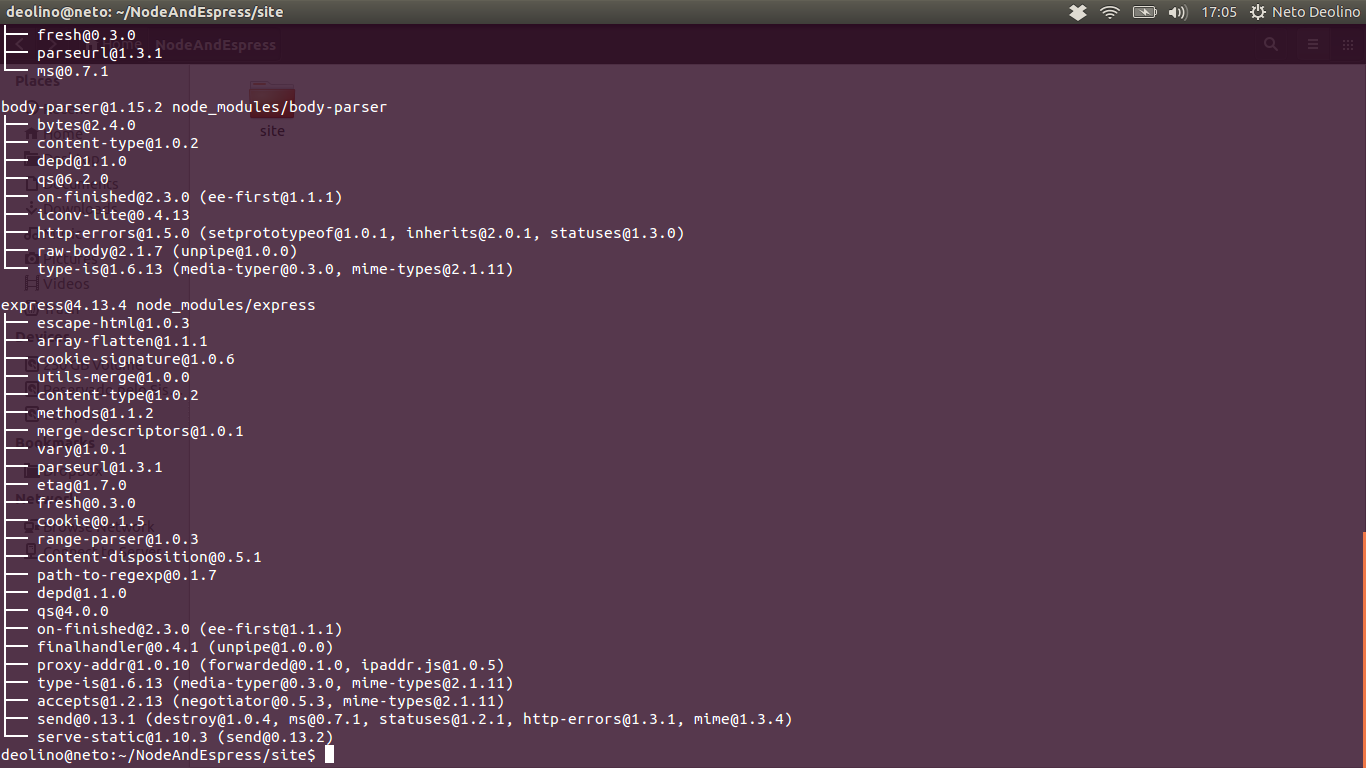 deolino@neto: ~/NodeAndEspress/site 17:05 Neto Deolino
├── fresh@0.3.0
NodeAndEspress
├── parseurl@1.3.1
└── ms@0.7.1
Places
body-parser@1.15.2 node_modules/body-parser
├── bytes@2.4.0
site
├── content-type@1.0.2
├── depd@1.1.0
├── qs@6.2.0
├── on-finished@2.3.0 (ee-first@1.1.1)
├── iconv-lite@0.4.13
├── http-errors@1.5.0 (setprototypeof@1.0.1, inherits@2.0.1, statuses@1.3.0)
├── raw-body@2.1.7 (unpipe@1.0.0)
└── type-is@1.6.13 (media-typer@0.3.0, mime-types@2.1.11)
Videos
express@4.13.4 node_modules/express
├── escape-html@1.0.3
├── array-flatten@1.1.1
├── cookie-signature@1.0.6
├── utils-merge@1.0.0
├── content-type@1.0.2
├── methods@1.1.2
├── merge-descriptors@1.0.1
├── vary@1.0.1
├── parseurl@1.3.1
├── etag@1.7.0
├── fresh@0.3.0
├── cookie@0.1.5
├── range-parser@1.0.3
├── content-disposition@0.5.1
├── path-to-regexp@0.1.7
├── depd@1.1.0
├── qs@4.0.0
├── on-finished@2.3.0 (ee-first@1.1.1)
├── finalhandler@0.4.1 (unpipe@1.0.0)
├── proxy-addr@1.0.10 (forwarded@0.1.0, ipaddr.js@1.0.5)
├── type-is@1.6.13 (media-typer@0.3.0, mime-types@2.1.11)
├── accepts@1.2.13 (negotiator@0.5.3, mime-types@2.1.11)
├── send@0.13.1 (destroy@1.0.4, ms@0.7.1, statuses@1.2.1, http-errors@1.3.1, mime@1.3.4)
└── serve-static@1.10.3 (send@0.13.2)
deolino@neto:~/NodeAndEspress/site$